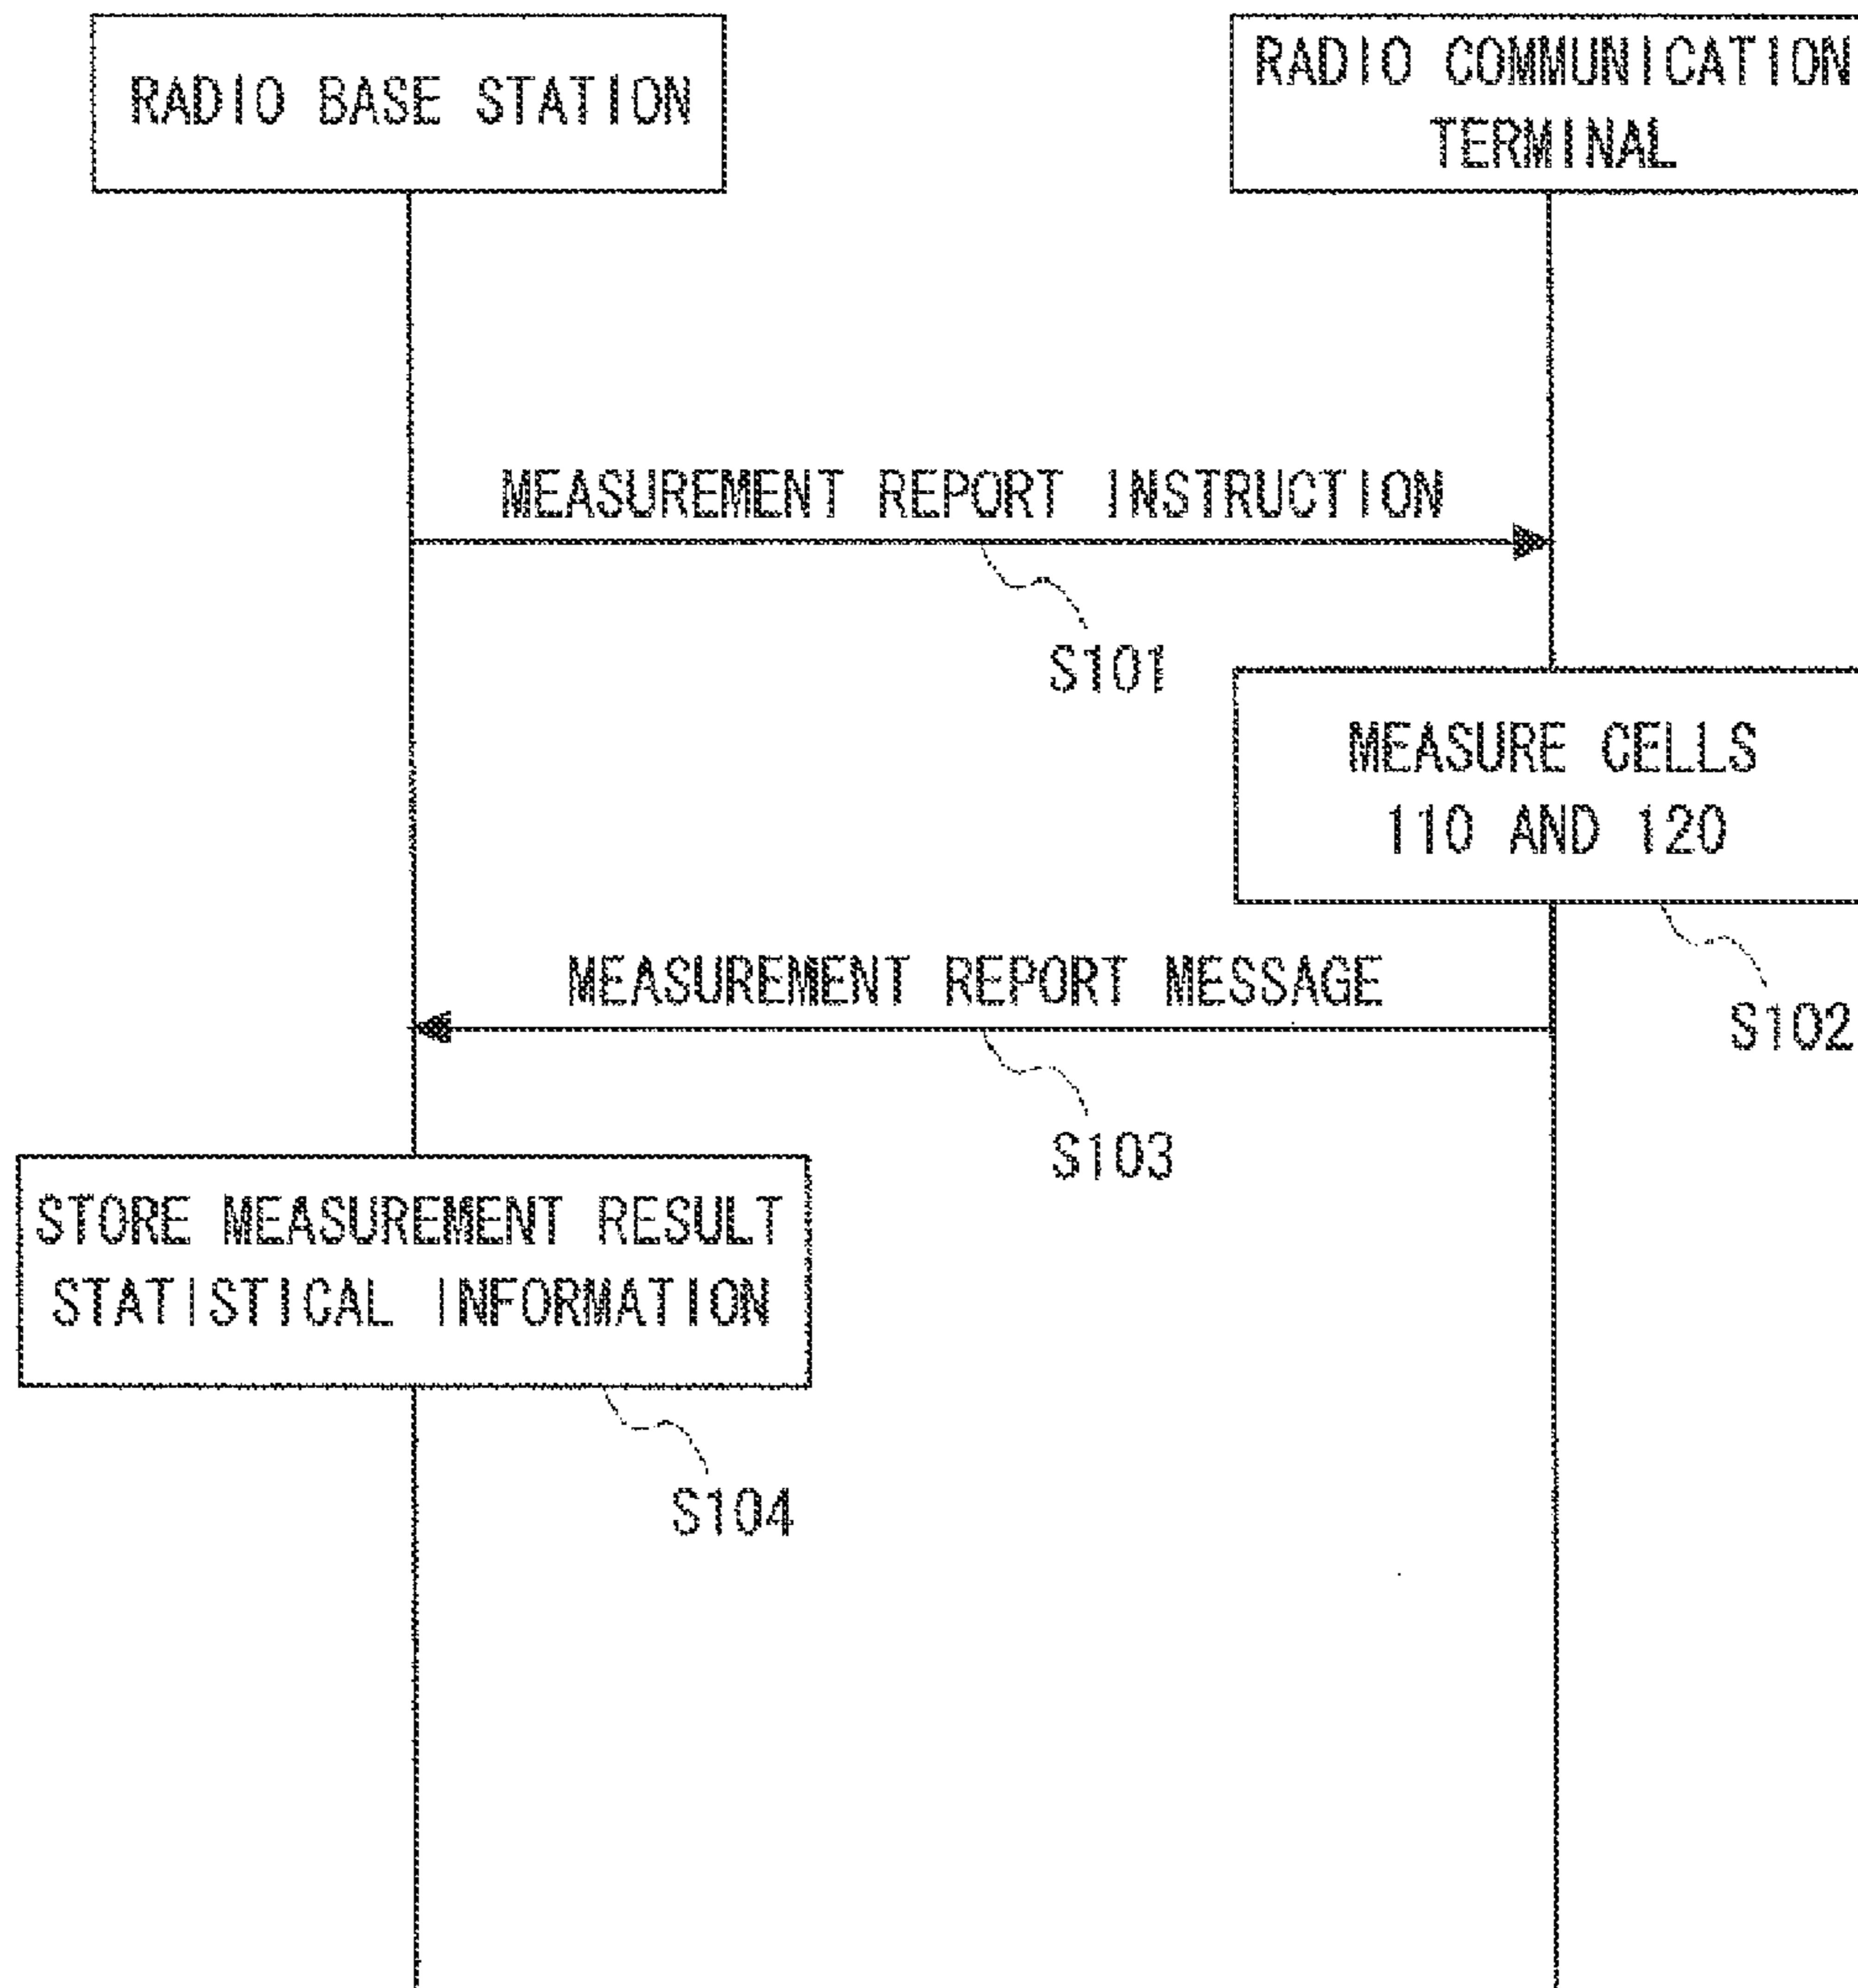 RADIO BASE STATION
RADIO COMMUNICATION
TERMINAL
MEASUREMENT REPORT INSTRUCTION
S101
MEASURE CELLS
110 AND 120
S102
MEASUREMENT REPORT MESSAGE
S103
STORE MEASUREMENT RESULT
STATISTICAL INFORMATION
S104